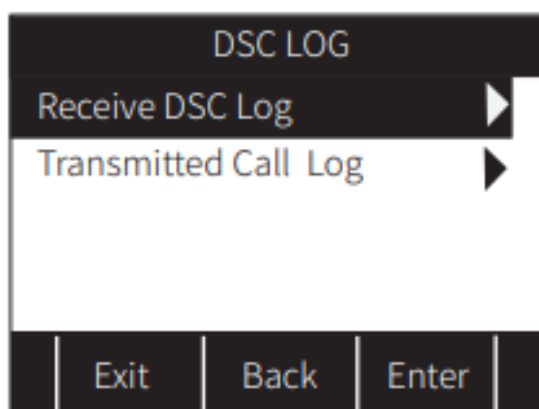 DSC LOG
Receive DSC Log
Transmitted Call Log
Exit Back Enter